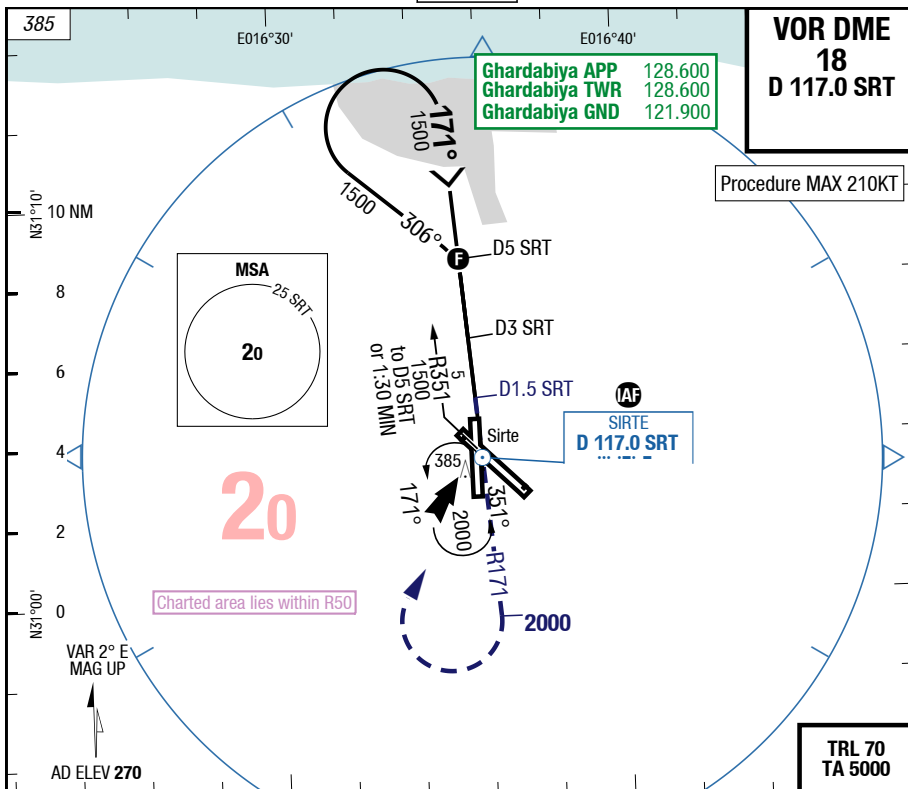 385
E016°30'
E016°40'
VOR DME
18
D 117.0 SRT
Ghardabiya APP 128.600
Ghardabiya TWR 128.600
Ghardabiya GND 121.900
Procedure MAX 210KT
171°
1500
1500
306°
N31°10'
10 NM
8
6
4
2
0
N31°00'
F
D5 SRT
D3 SRT
D1.5 SRT
MSA
25 SRT
20
R351
5
1500
to D5 SRT
or 1:30 MIN
IAF
SIRTE
D 117.0 SRT
Sirte
385
171°
2000
351°
R171
2000
20
Charted area lies within R50
VAR 2° E
MAG UP
AD ELEV 270
TRL 70
TA 5000